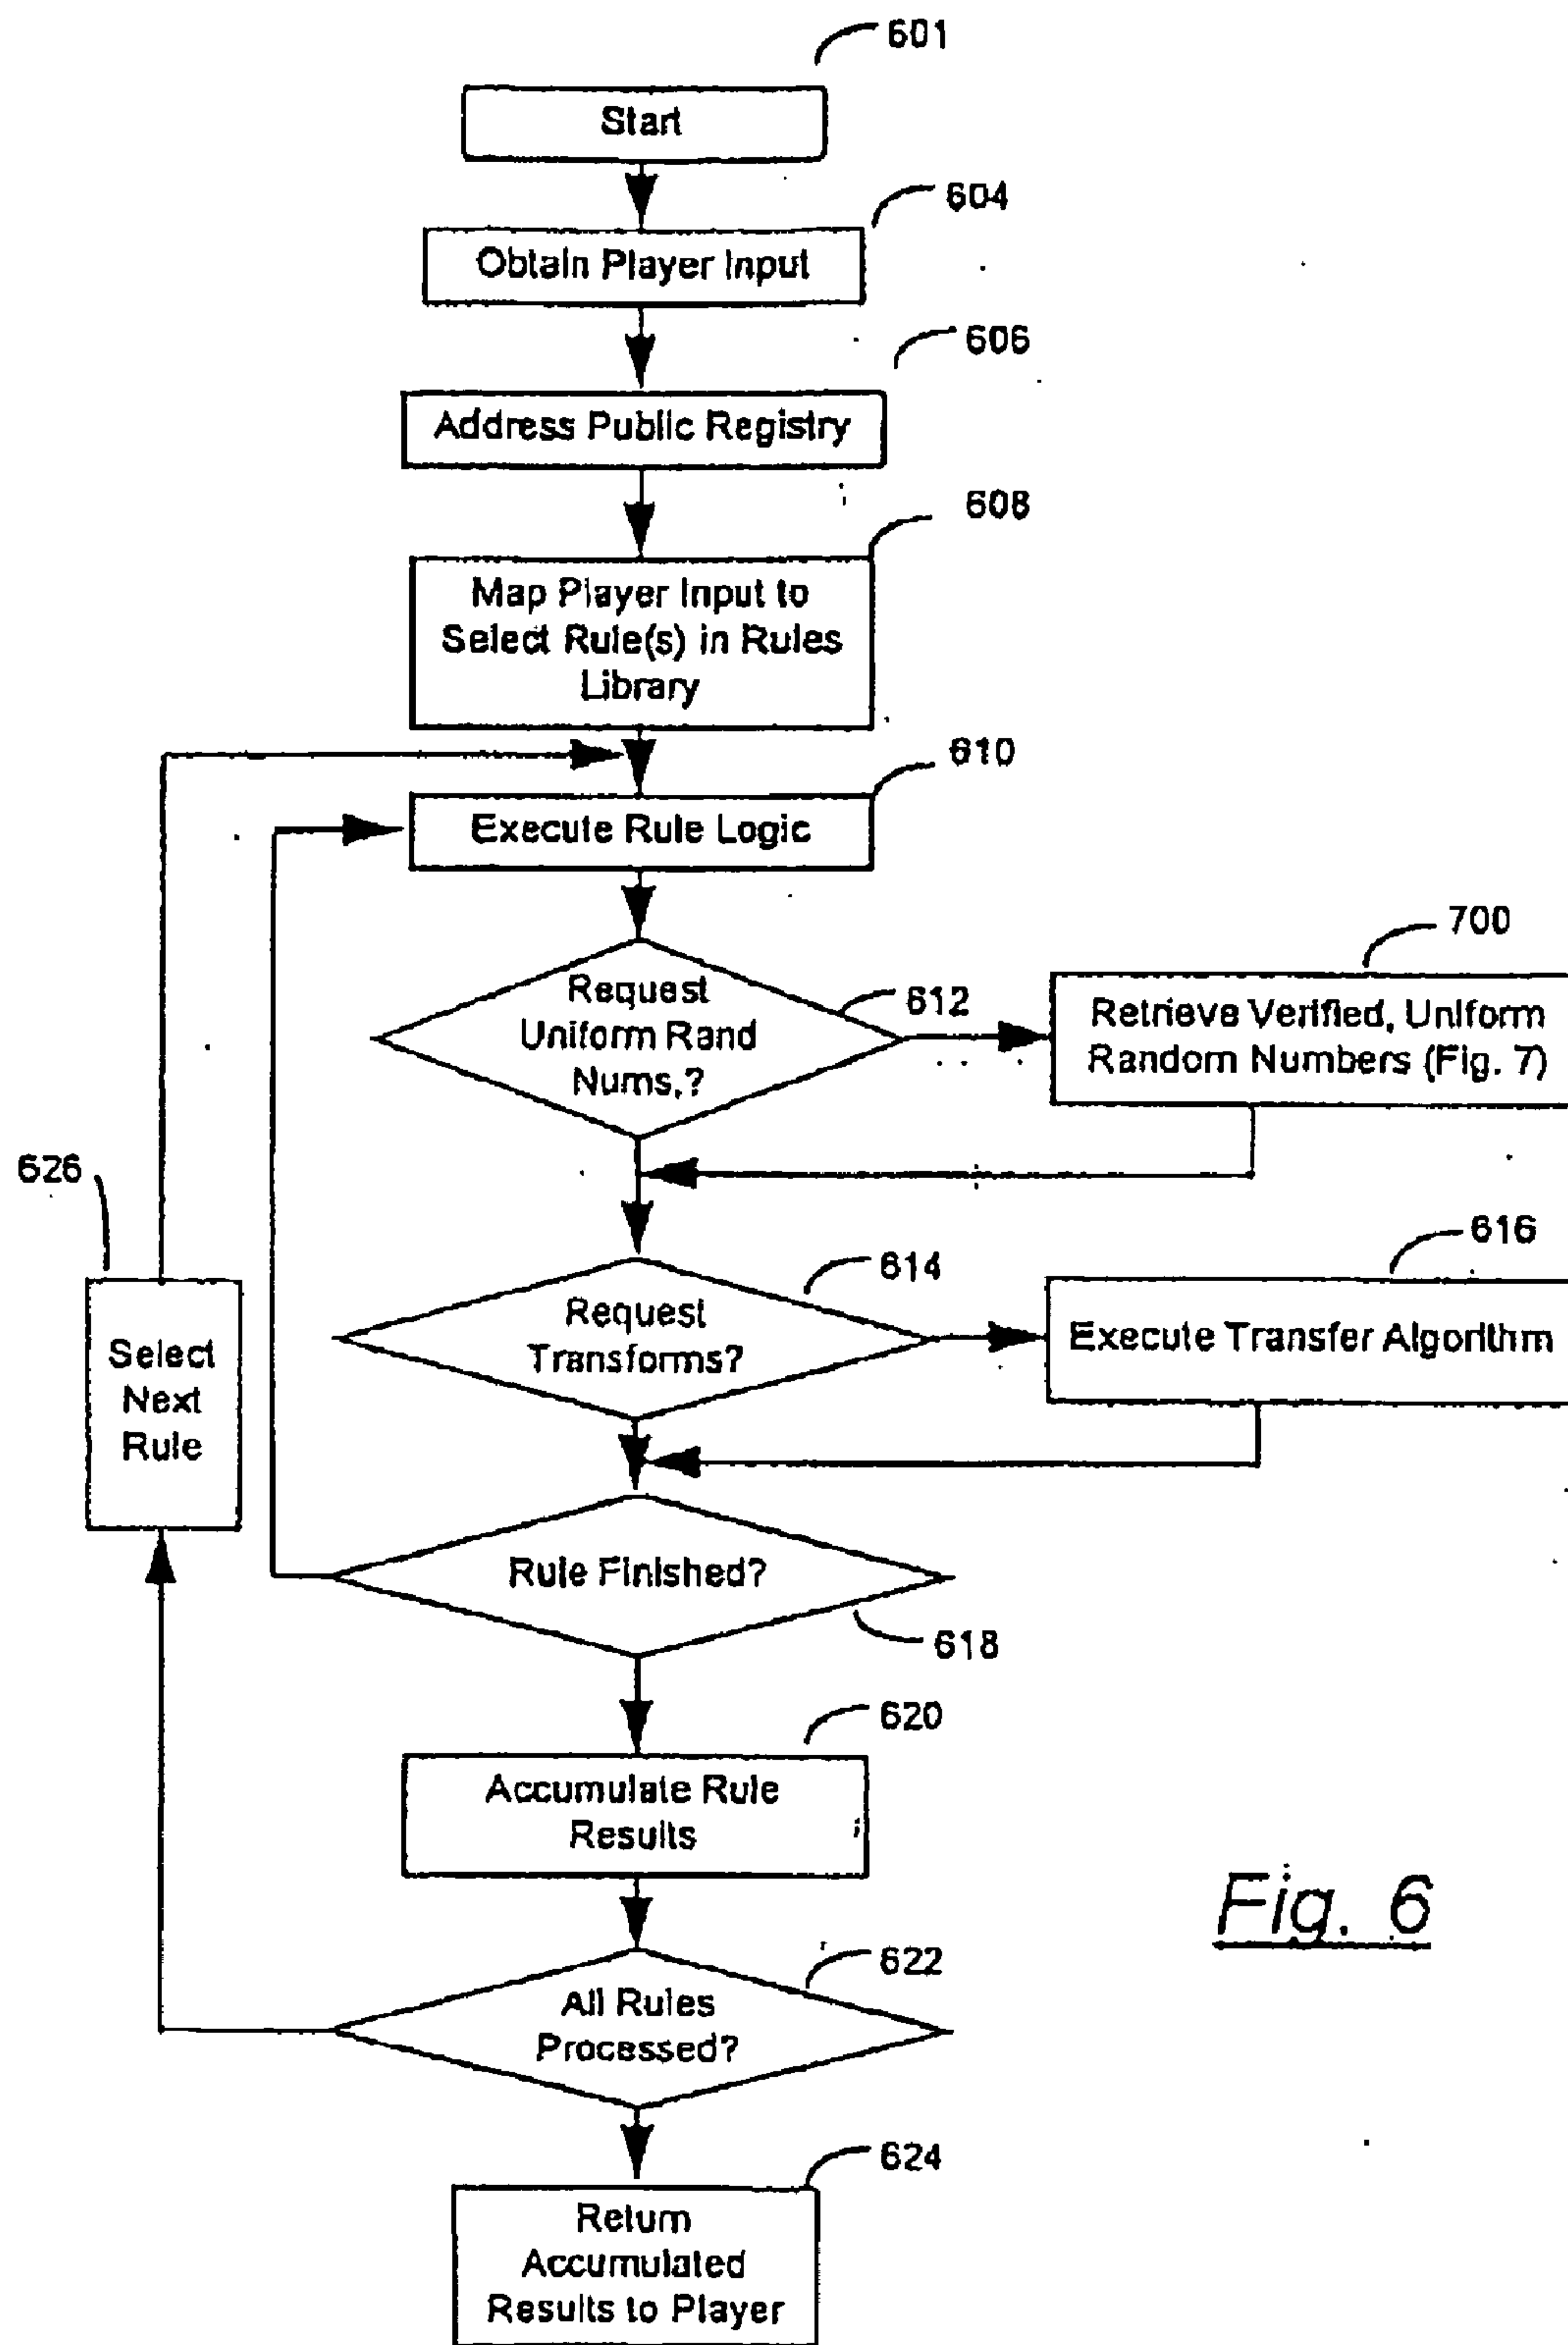 601
Start
604
Obtain Player Input
606
Address Public Registry
608
Map Player Input to
Select Rule(s) in Rules
Library
610
Execute Rule Logic
Request
Uniform Rand
Nums,?
612
700
Retrieve Verified, Uniform
Random Numbers (Fig. 7)
626
Select
Next
Rule
Request
Transforms?
614
616
Execute Transfer Algorithm
Rule Finished?
618
620
Accumulate Rule
Results
All Rules
Processed?
622
624
Return
Accumulated
Results to Player
Fig. 6